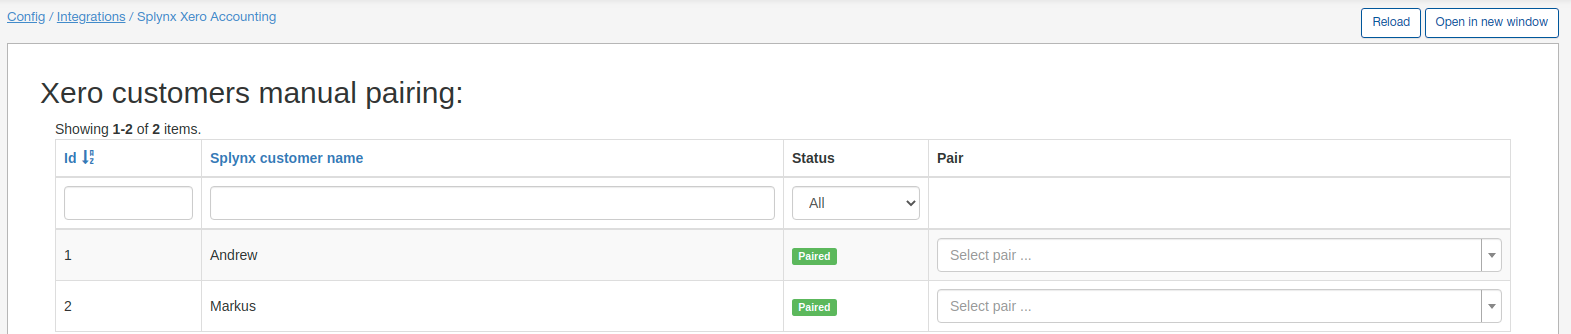 Config / Integrations / Splynx Xero Accounting
Reload
Open in new window
Xero customers manual pairing:
Showing 1-2 of 2 items.
Id
Splynx customer name
Status
Pair
All
1
Andrew
Paired
Select pair ...
2
Markus
Paired
Select pair ...